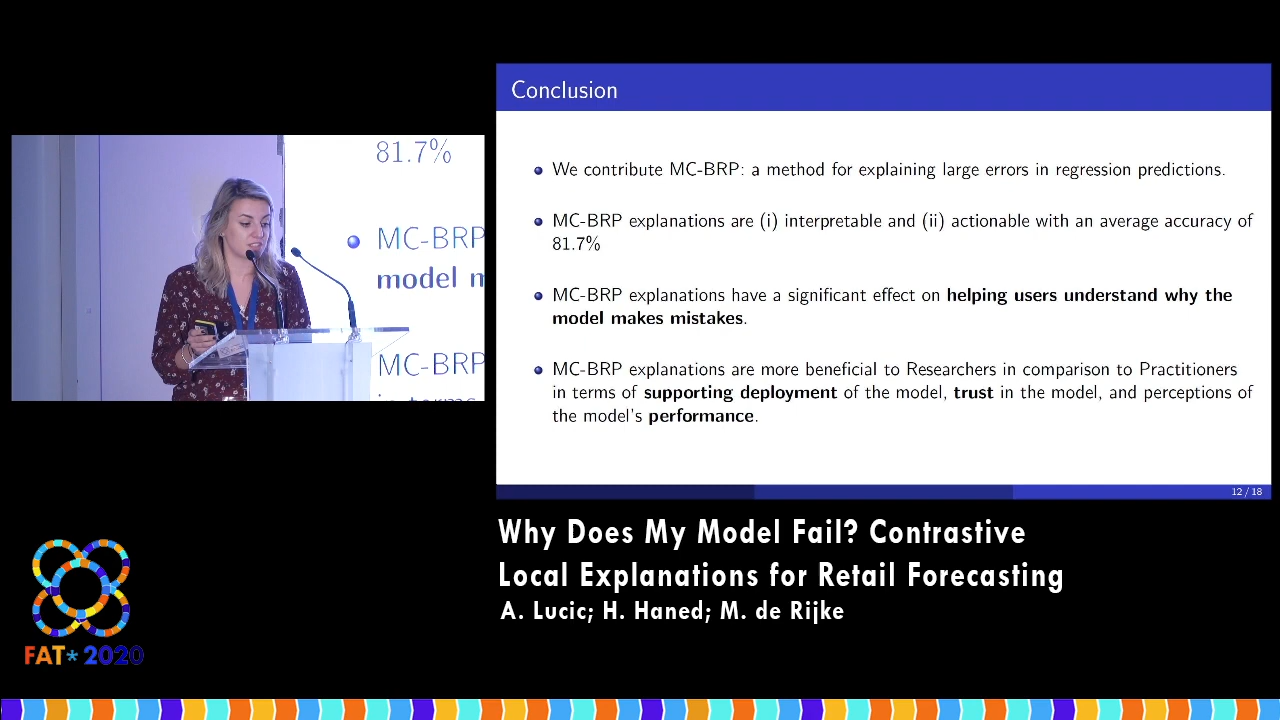 81.7%
MC-BRP
model m
MC-BRP
Conclusion
We contribute MC-BRP: a method for explaining large errors in regression predictions.
MC-BRP explanations are (i) interpretable and (ii) actionable with an average accuracy of
81.7%
MC-BRP explanations have a significant effect on helping users understand why the
model makes mistakes.
MC-BRP explanations are more beneficial to Researchers in comparison to Practitioners
in terms of supporting deployment of the model, trust in the model, and perceptions of
the model's performance.
12 / 18
Why Does My Model Fail? Contrastive
Local Explanations for Retail Forecasting
A. Lucic; H. Haned; M. de Rijke
FAT* 2020